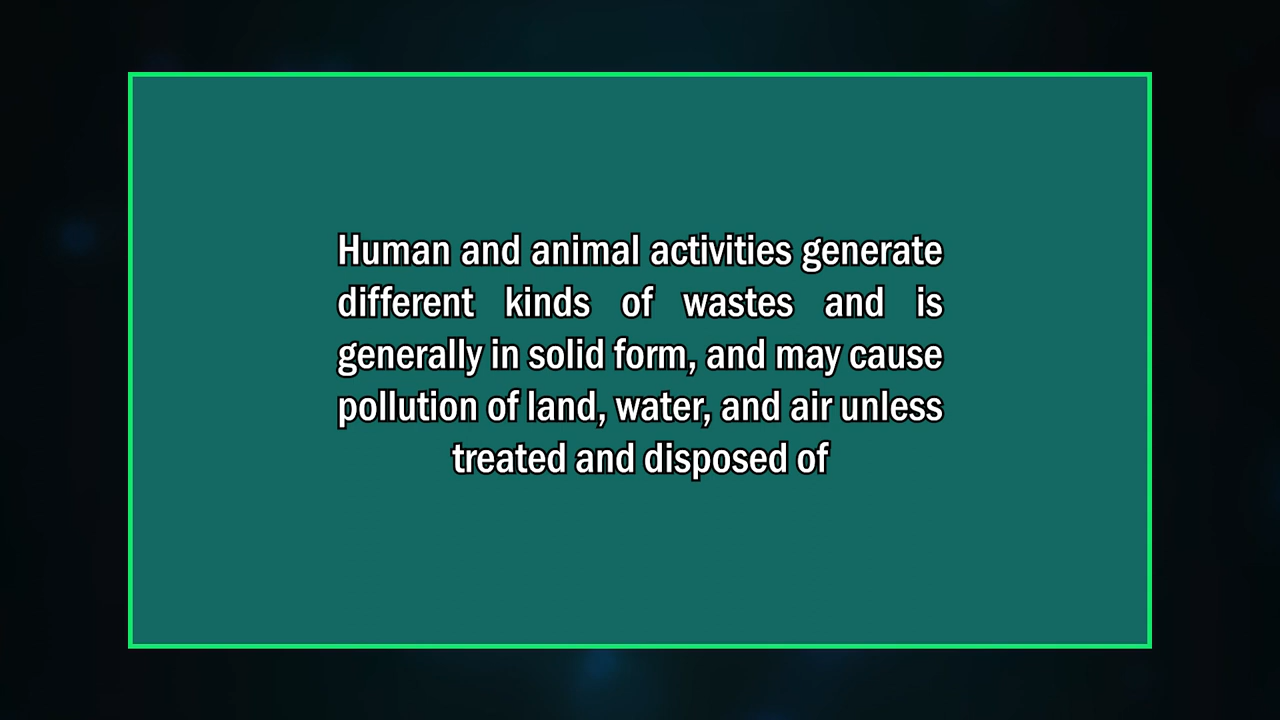 Human and animal activities generate
different kinds of wastes and is
generally in solid form, and may cause
pollution of land, water, and air unless
treated and disposed of